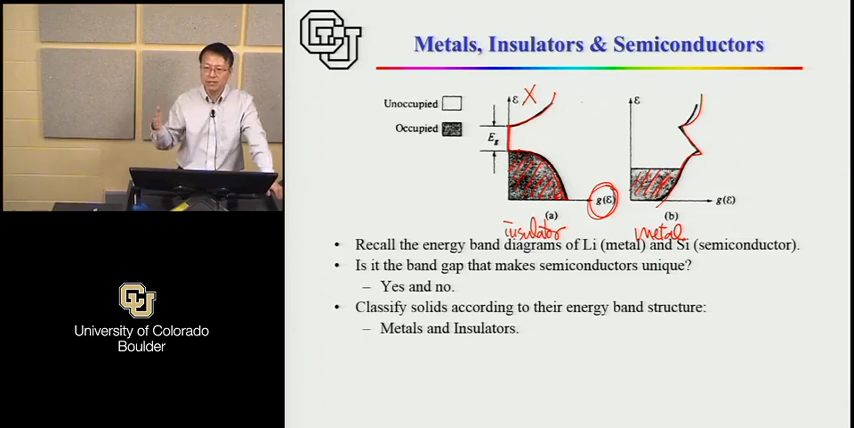 CU
Metals, Insulators & Semiconductors
Unoccupied
Occupied
ε X
E_g
g(ε)
(a)
insulator
ε
g(ε)
(b)
metal
• Recall the energy band diagrams of Li (metal) and Si (semiconductor).
• Is it the band gap that makes semiconductors unique?
– Yes and no.
• Classify solids according to their energy band structure:
– Metals and Insulators.
CU
University of Colorado
Boulder